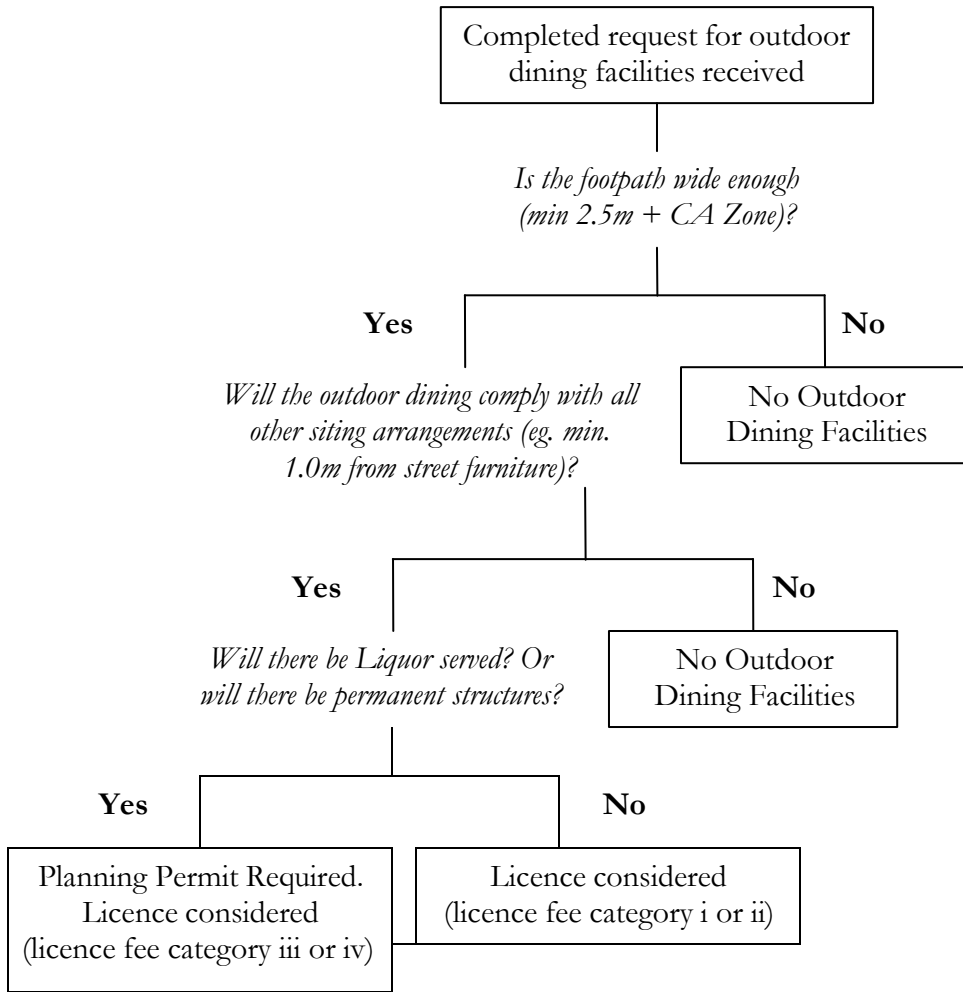 Completed request for outdoor
dining facilities received
Is the footpath wide enough
(min 2.5m + CA Zone)?
Yes
No
Will the outdoor dining comply with all
other siting arrangements (eg. min.
1.0m from street furniture)?
No Outdoor
Dining Facilities
Yes
No
Will there be Liquor served? Or
will there be permanent structures?
No Outdoor
Dining Facilities
Yes
No
Planning Permit Required.
Licence considered
(licence fee category iii or iv)
Licence considered
(licence fee category i or ii)